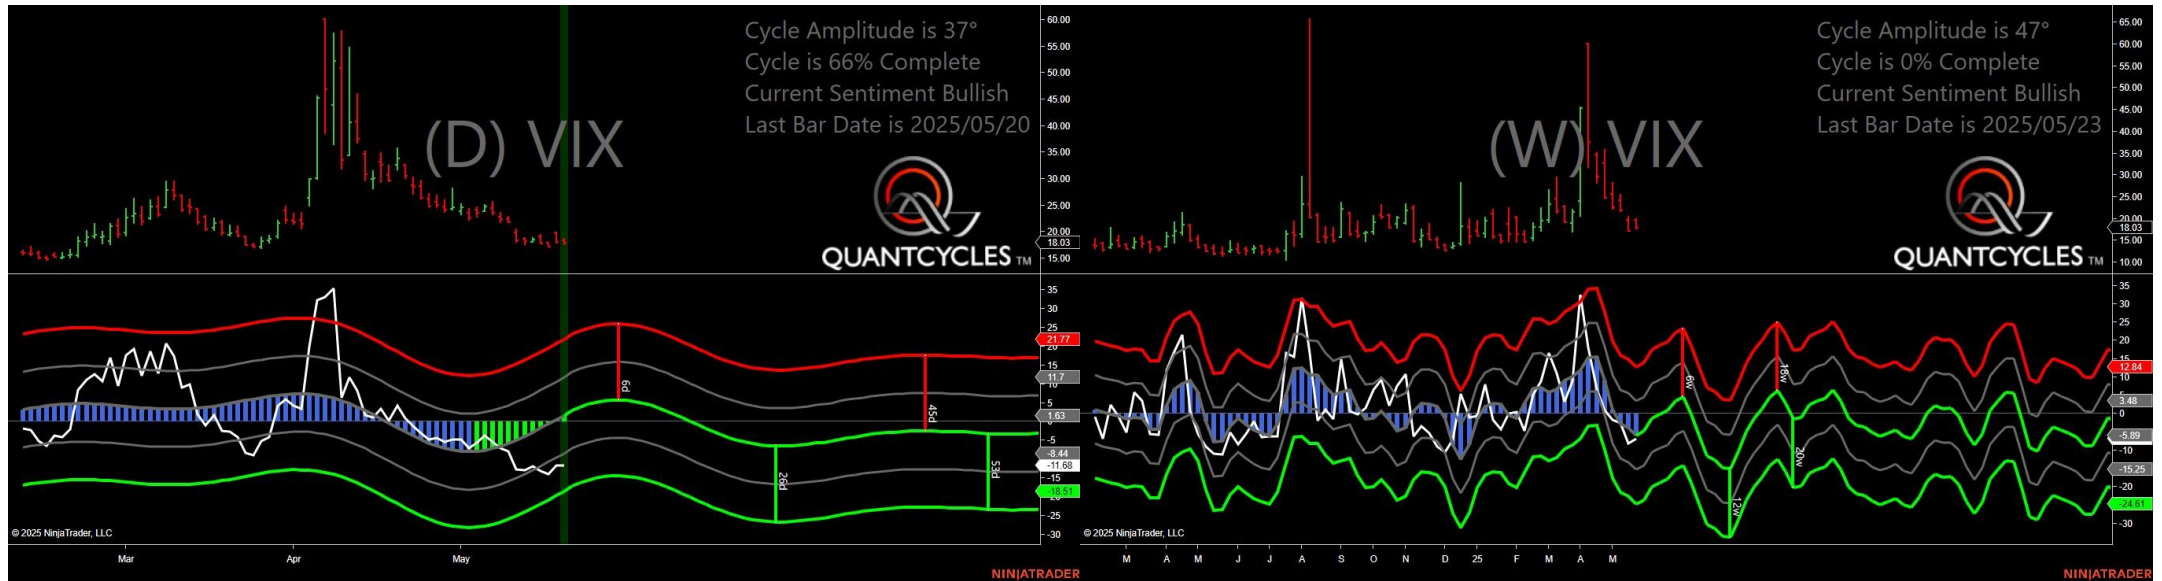 Cycle Amplitude is 37°
Cycle is 66% Complete
Current Sentiment Bullish
Last Bar Date is 2025/05/20
(D) VIX
QUANTCYCLES TM
60.00
55.00
50.00
45.00
40.00
35.00
30.00
25.00
20.00
18.03
15.00
35
30
25
21.77
20
15
11.7
10
5
1.63
-5
-8.44
-11.68
-15
-18.51
-25
-30
6d
26d
45d
53d
© 2025 NinjaTrader, LLC
Mar
Apr
May
NINJATRADER
Cycle Amplitude is 47°
Cycle is 0% Complete
Current Sentiment Bullish
Last Bar Date is 2025/05/23
(W) VIX
QUANTCYCLES TM
65.00
60.00
55.00
50.00
45.00
40.00
35.00
30.00
25.00
20.00
18.03
15.00
10.00
35
30
25
20
15
12.84
10
3.48
0
-5.89
-10
-15.25
-20
-24.61
-30
6w
12w
18w
20w
© 2025 NinjaTrader, LLC
M A M J J A S O N D 25 F M A M
NINJATRADER